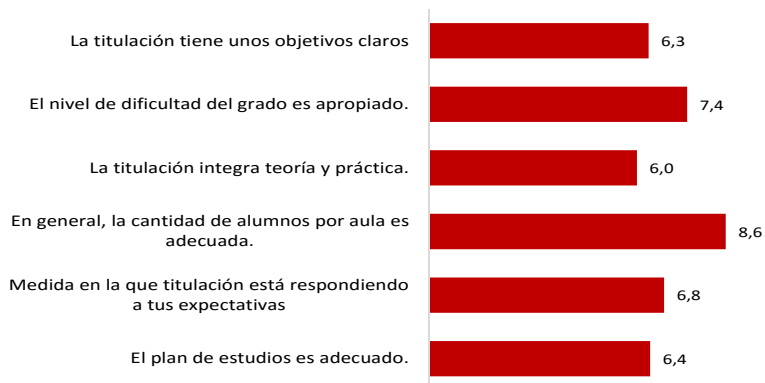 La titulación tiene unos objetivos claros
6,3
El nivel de dificultad del grado es apropiado.
7,4
La titulación integra teoría y práctica.
6,0
En general, la cantidad de alumnos por aula es
adecuada.
8,6
Medida en la que titulación está respondiendo
a tus expectativas
6,8
El plan de estudios es adecuado.
6,4